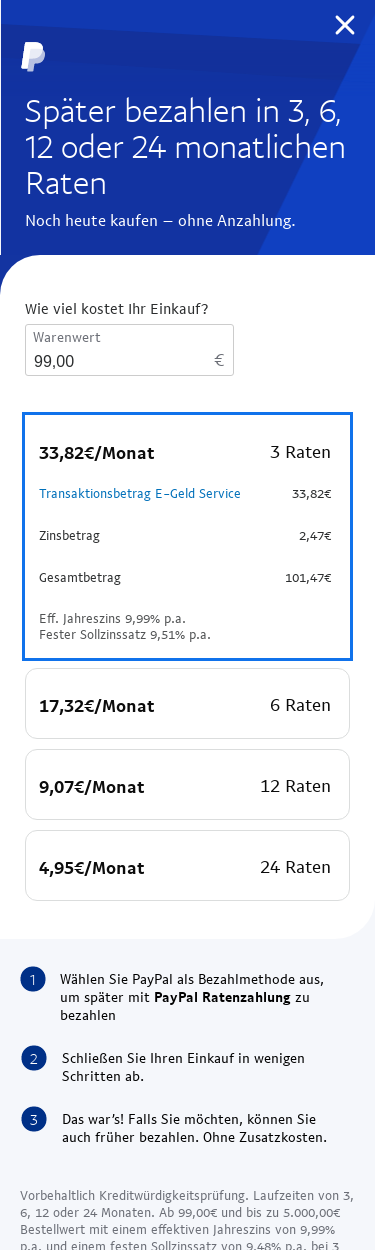 Später bezahlen in 3, 6,
12 oder 24 monatlichen
Raten
Noch heute kaufen – ohne Anzahlung.
Wie viel kostet Ihr Einkauf?
Warenwert
99,00 €
33,82€/Monat 3 Raten
Transaktionsbetrag E-Geld Service 33,82€
Zinsbetrag 2,47€
Gesamtbetrag 101,47€
Eff. Jahreszins 9,99% p.a.
Fester Sollzinssatz 9,51% p.a.
17,32€/Monat 6 Raten
9,07€/Monat 12 Raten
4,95€/Monat 24 Raten
1 Wählen Sie PayPal als Bezahlmethode aus,
um später mit PayPal Ratenzahlung zu
bezahlen
2 Schließen Sie Ihren Einkauf in wenigen
Schritten ab.
3 Das war's! Falls Sie möchten, können Sie
auch früher bezahlen. Ohne Zusatzkosten.
Vorbehaltlich Kreditwürdigkeitsprüfung. Laufzeiten von 3,
6, 12 oder 24 Monaten. Ab 99,00€ und bis zu 5.000,00€
Bestellwert mit einem effektiven Jahreszins von 9,99%
p.a. und einem festen Sollzinssatz von 9,48% p.a. bei 3